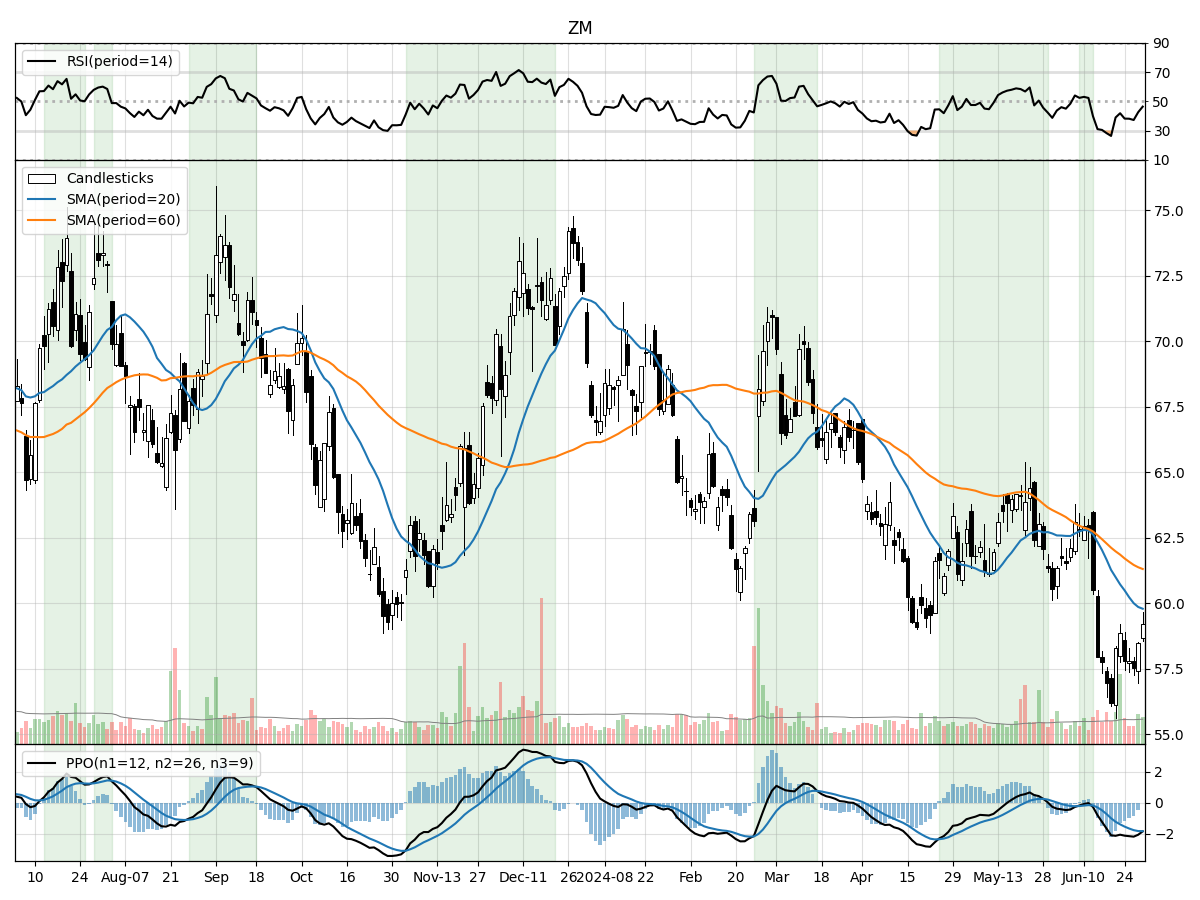 ZM
RSI(period=14)
90
70
50
30
10
Candlesticks
SMA(period=20)
SMA(period=60)
75.0
72.5
70.0
67.5
65.0
62.5
60.0
57.5
55.0
PPO(n1=12, n2=26, n3=9)
2
0
−2
10 24 Aug-07 21 Sep 18 Oct 16 30 Nov-13 27 Dec-11 26 2024-08 22 Feb 20 Mar 18 Apr 15 29 May-13 28 Jun-10 24